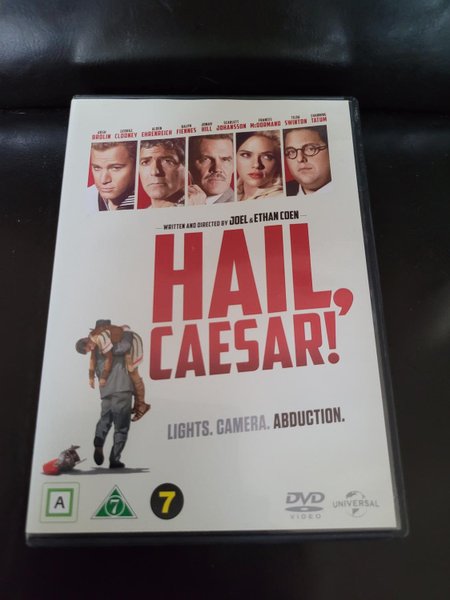 JOSH BROLIN GEORGE CLOONEY ALDEN EHRENREICH RALPH FIENNES JONAH HILL SCARLETT JOHANSSON FRANCES McDORMAND TILDA SWINTON CHANNING TATUM
WRITTEN AND DIRECTED BY JOEL & ETHAN COEN
HAIL,
CAESAR!
LIGHTS. CAMERA. ABDUCTION.
A 7 7 DVD VIDEO UNIVERSAL